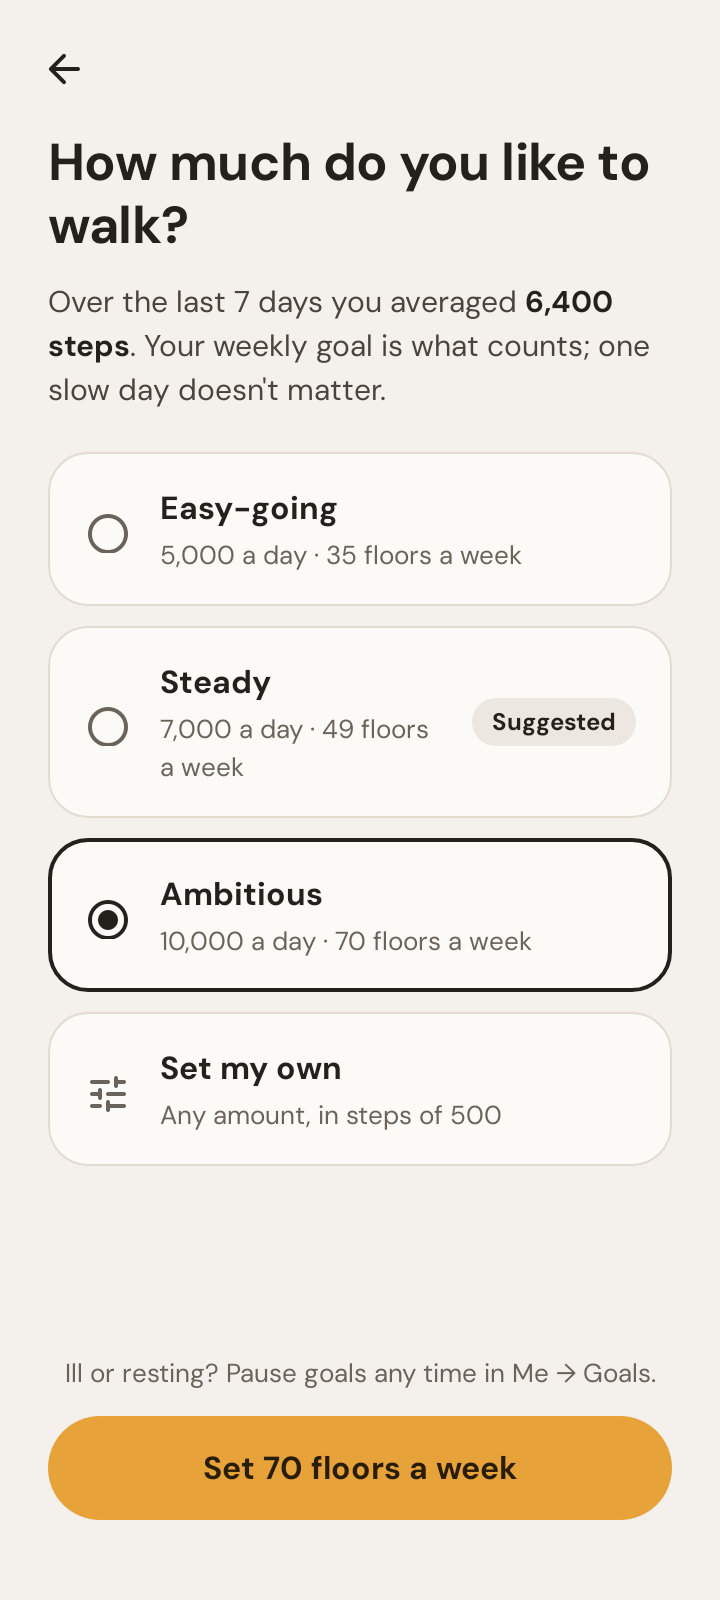 How much do you like to
walk?
Over the last 7 days you averaged 6,400
steps. Your weekly goal is what counts; one
slow day doesn't matter.
Easy-going
5,000 a day · 35 floors a week
Steady
7,000 a day · 49 floors
a week
Suggested
Ambitious
10,000 a day · 70 floors a week
Set my own
Any amount, in steps of 500
Ill or resting? Pause goals any time in Me → Goals.
Set 70 floors a week